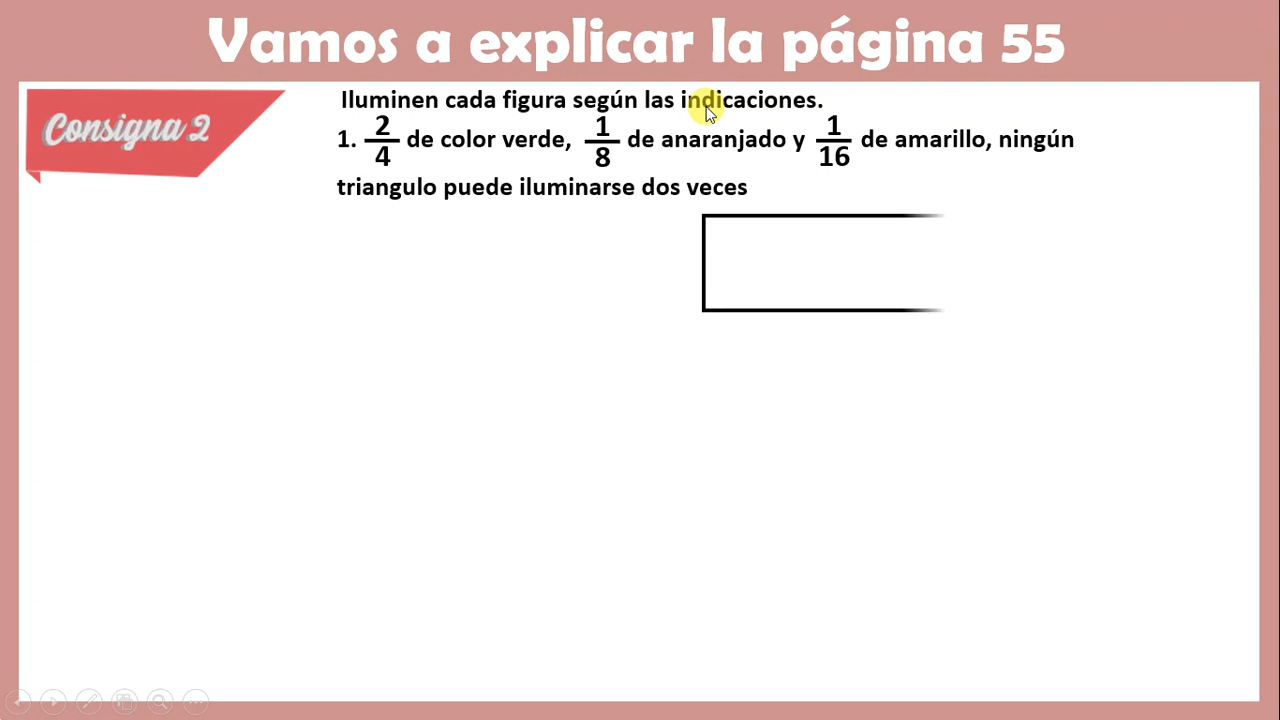 Vamos a explicar la página 55
Consigna 2
Iluminen cada figura según las indicaciones.
1. 2/4 de color verde, 1/8 de anaranjado y 1/16 de amarillo, ningún
triangulo puede iluminarse dos veces